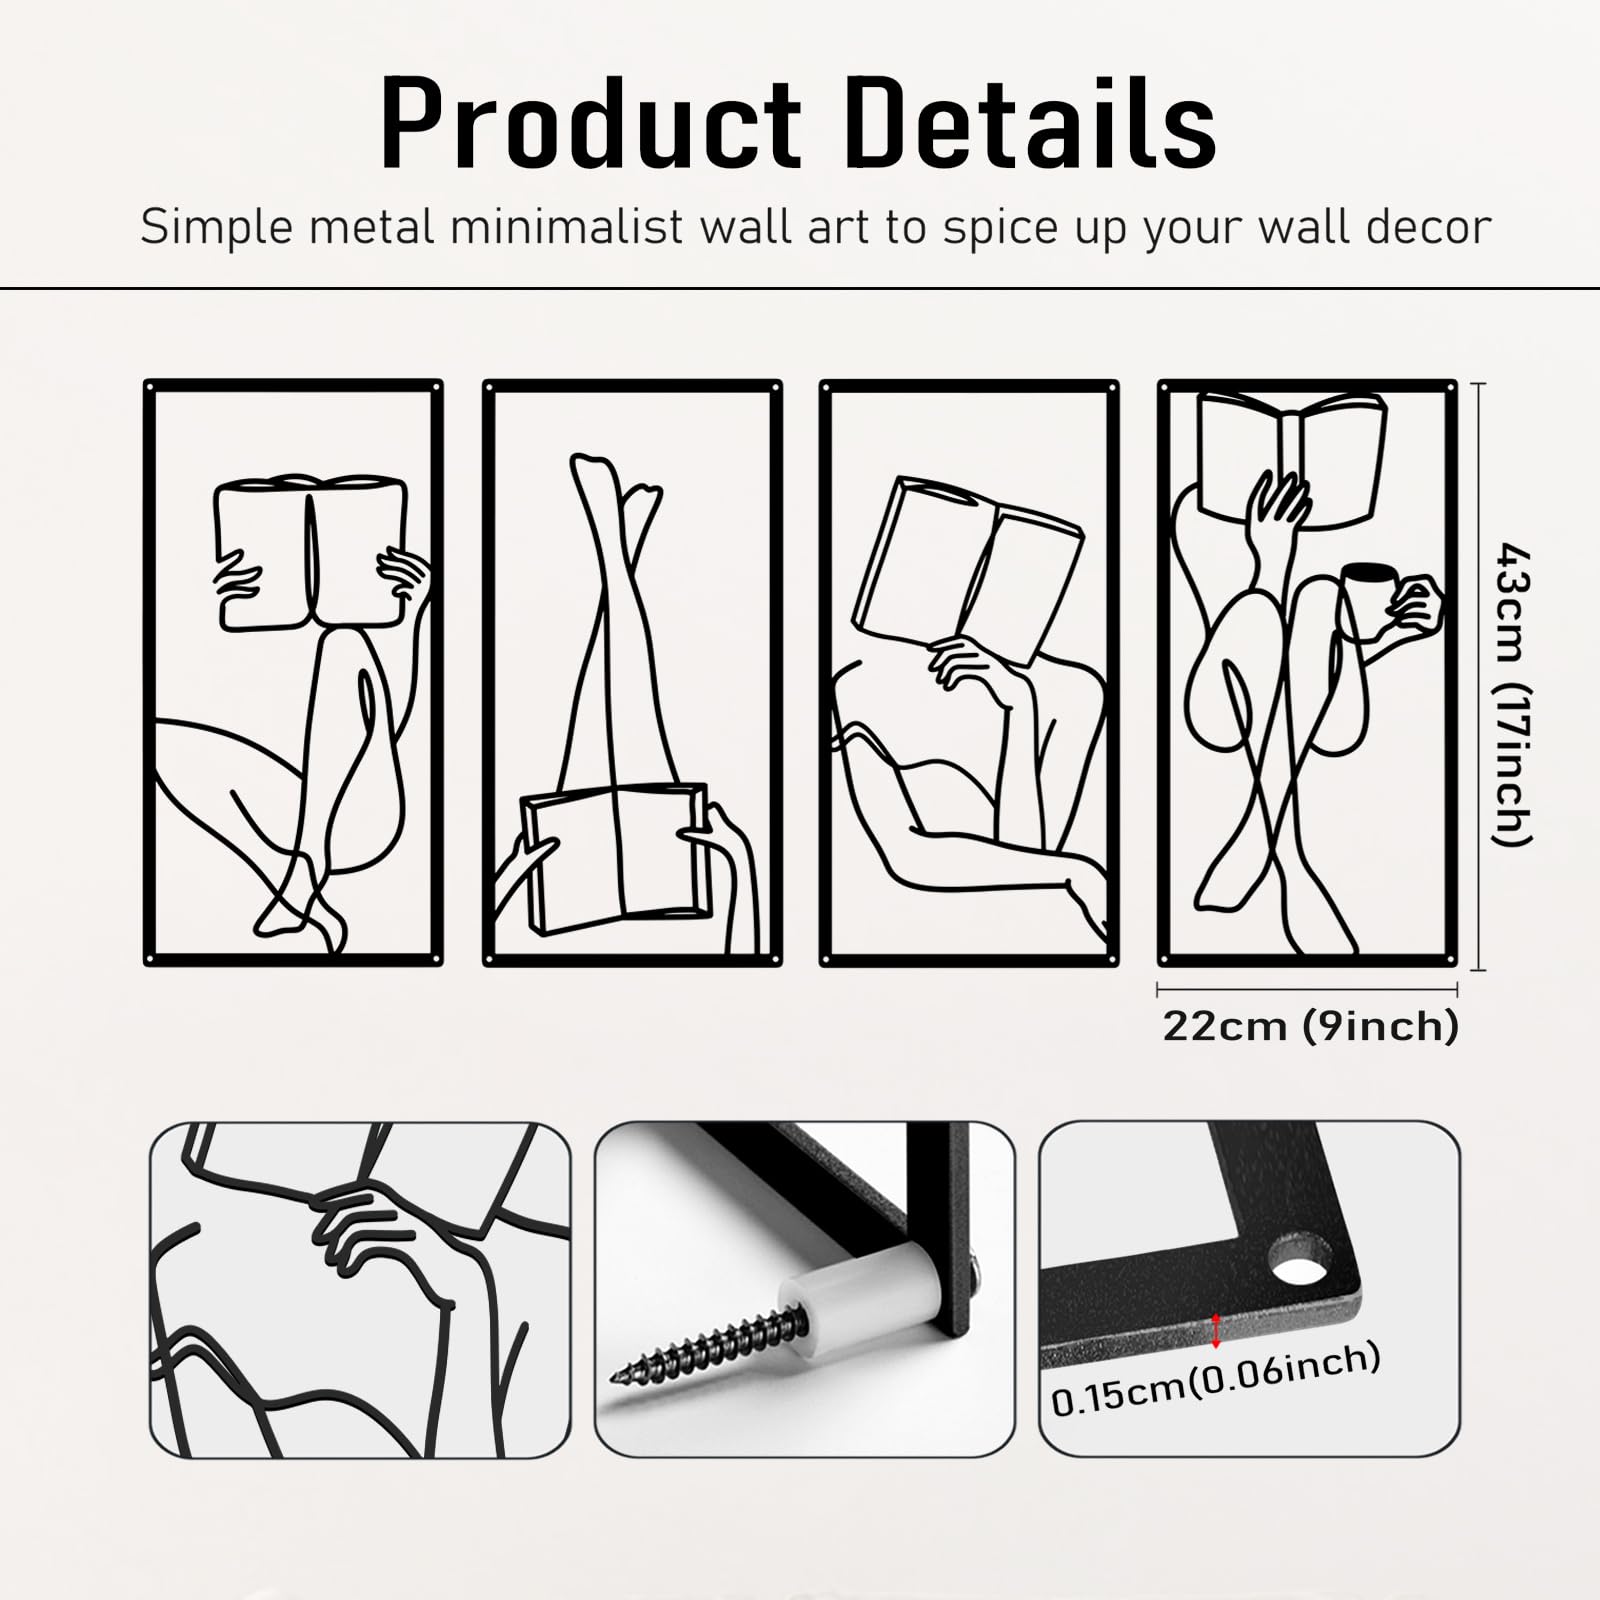 Product Details
Simple metal minimalist wall art to spice up your wall decor
43cm (17inch)
22cm (9inch)
0.15cm(0.06inch)